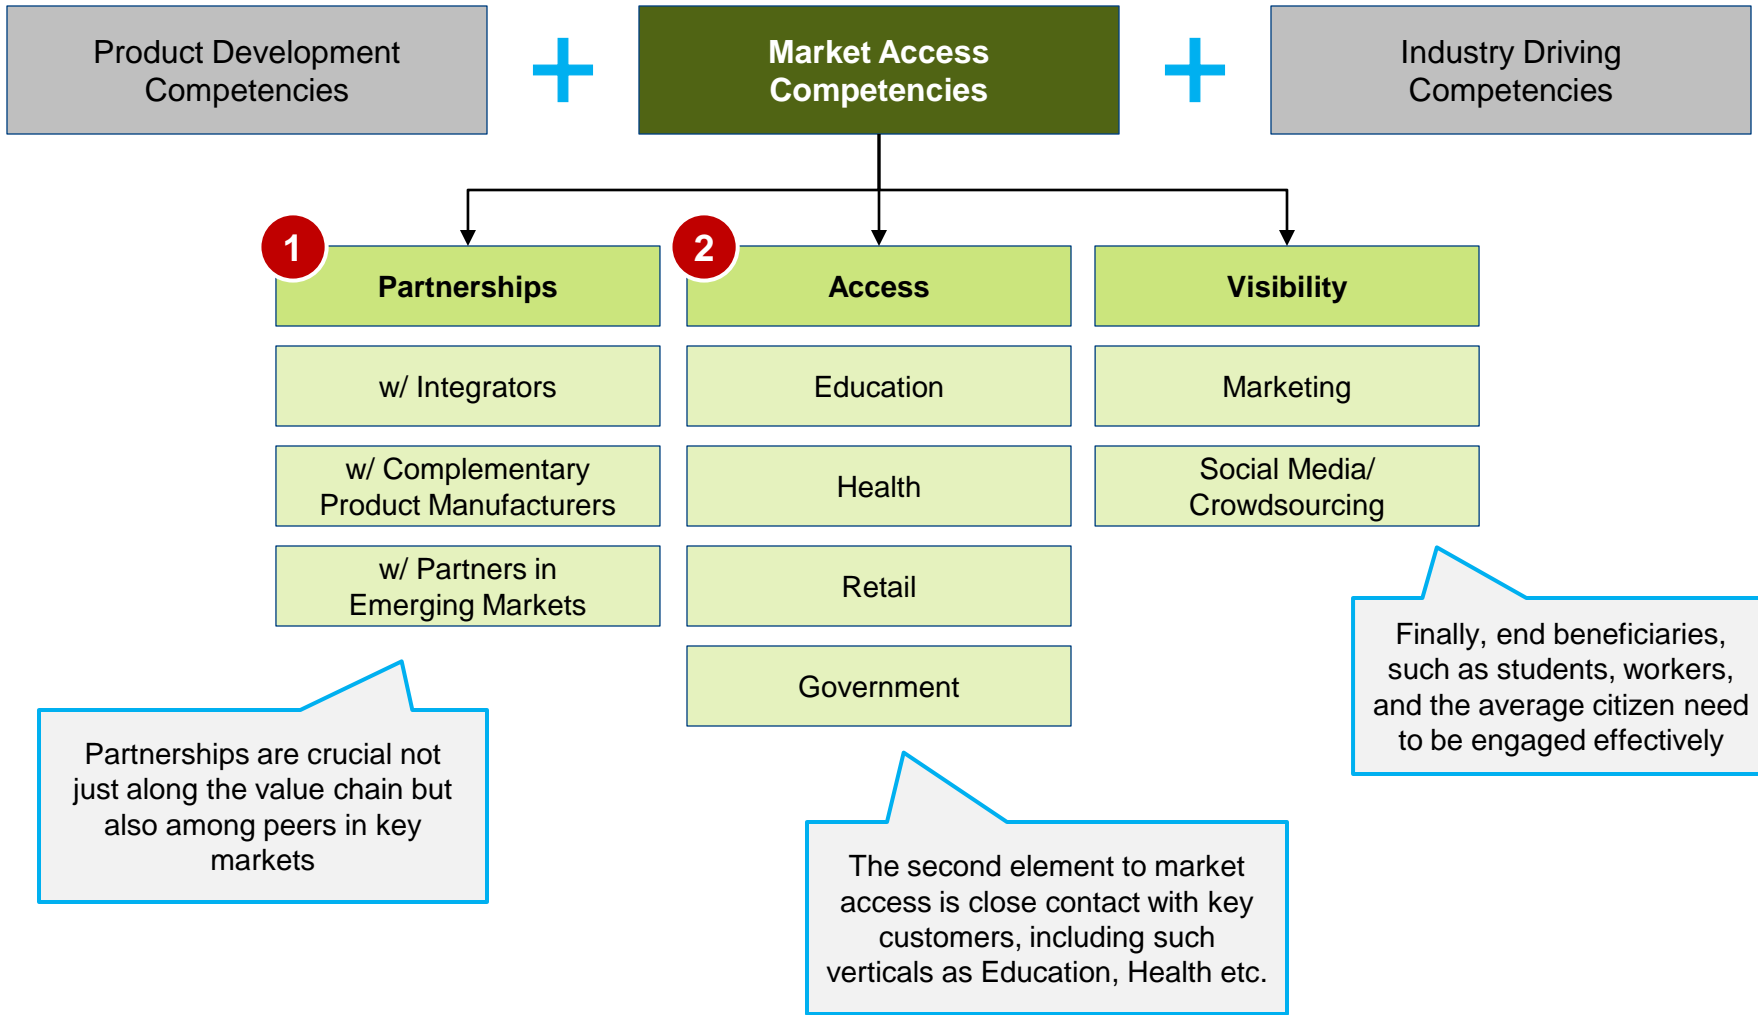 Product Development
Competencies
+
Market Access
Competencies
+
Industry Driving
Competencies
1
Partnerships
w/ Integrators
w/ Complementary
Product Manufacturers
w/ Partners in
Emerging Markets
Partnerships are crucial not
just along the value chain but
also among peers in key
markets
2
Access
Education
Health
Retail
Government
The second element to market
access is close contact with key
customers, including such
verticals as Education, Health etc.
Visibility
Marketing
Social Media/
Crowdsourcing
Finally, end beneficiaries,
such as students, workers,
and the average citizen need
to be engaged effectively